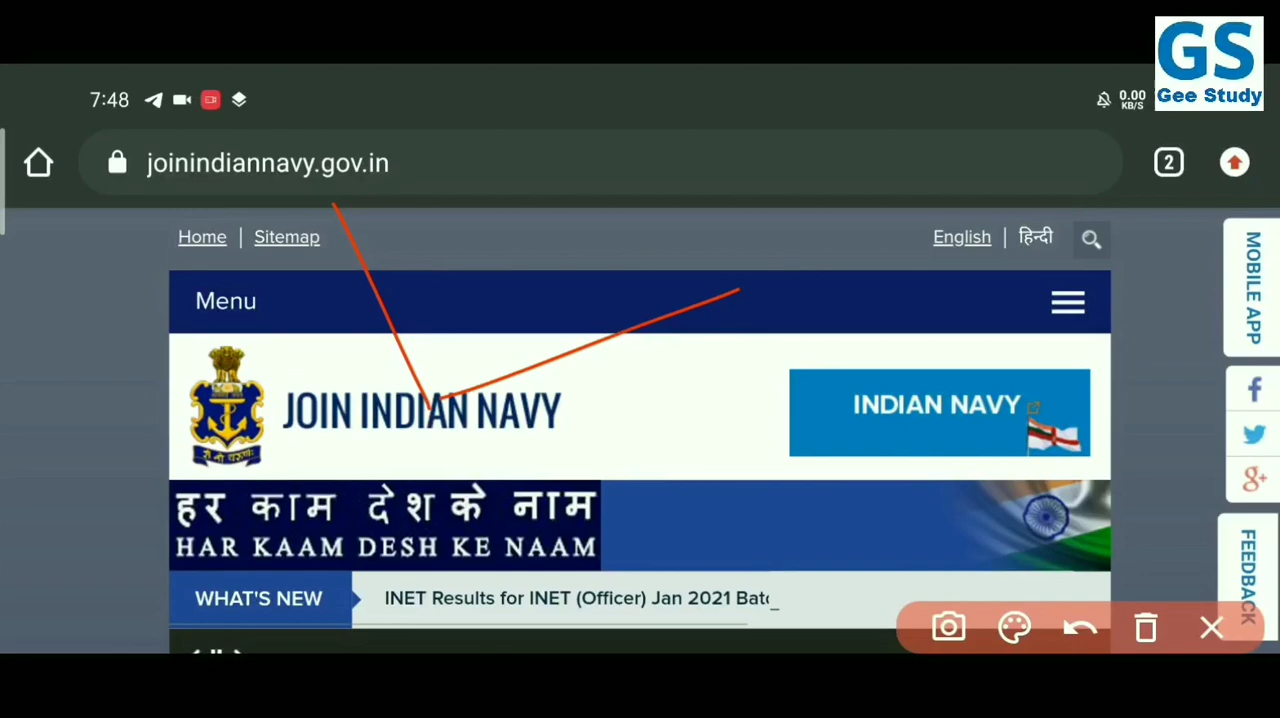 GS
Gee Study
7:48
0.00
KB/S
joinindiannavy.gov.in
2
Home | Sitemap
English | हिन्दी
MOBILE APP
Menu
JOIN INDIAN NAVY
INDIAN NAVY
हर काम देश के नाम
HAR KAAM DESH KE NAAM
WHAT'S NEW
INET Results for INET (Officer) Jan 2021
FEEDBACK